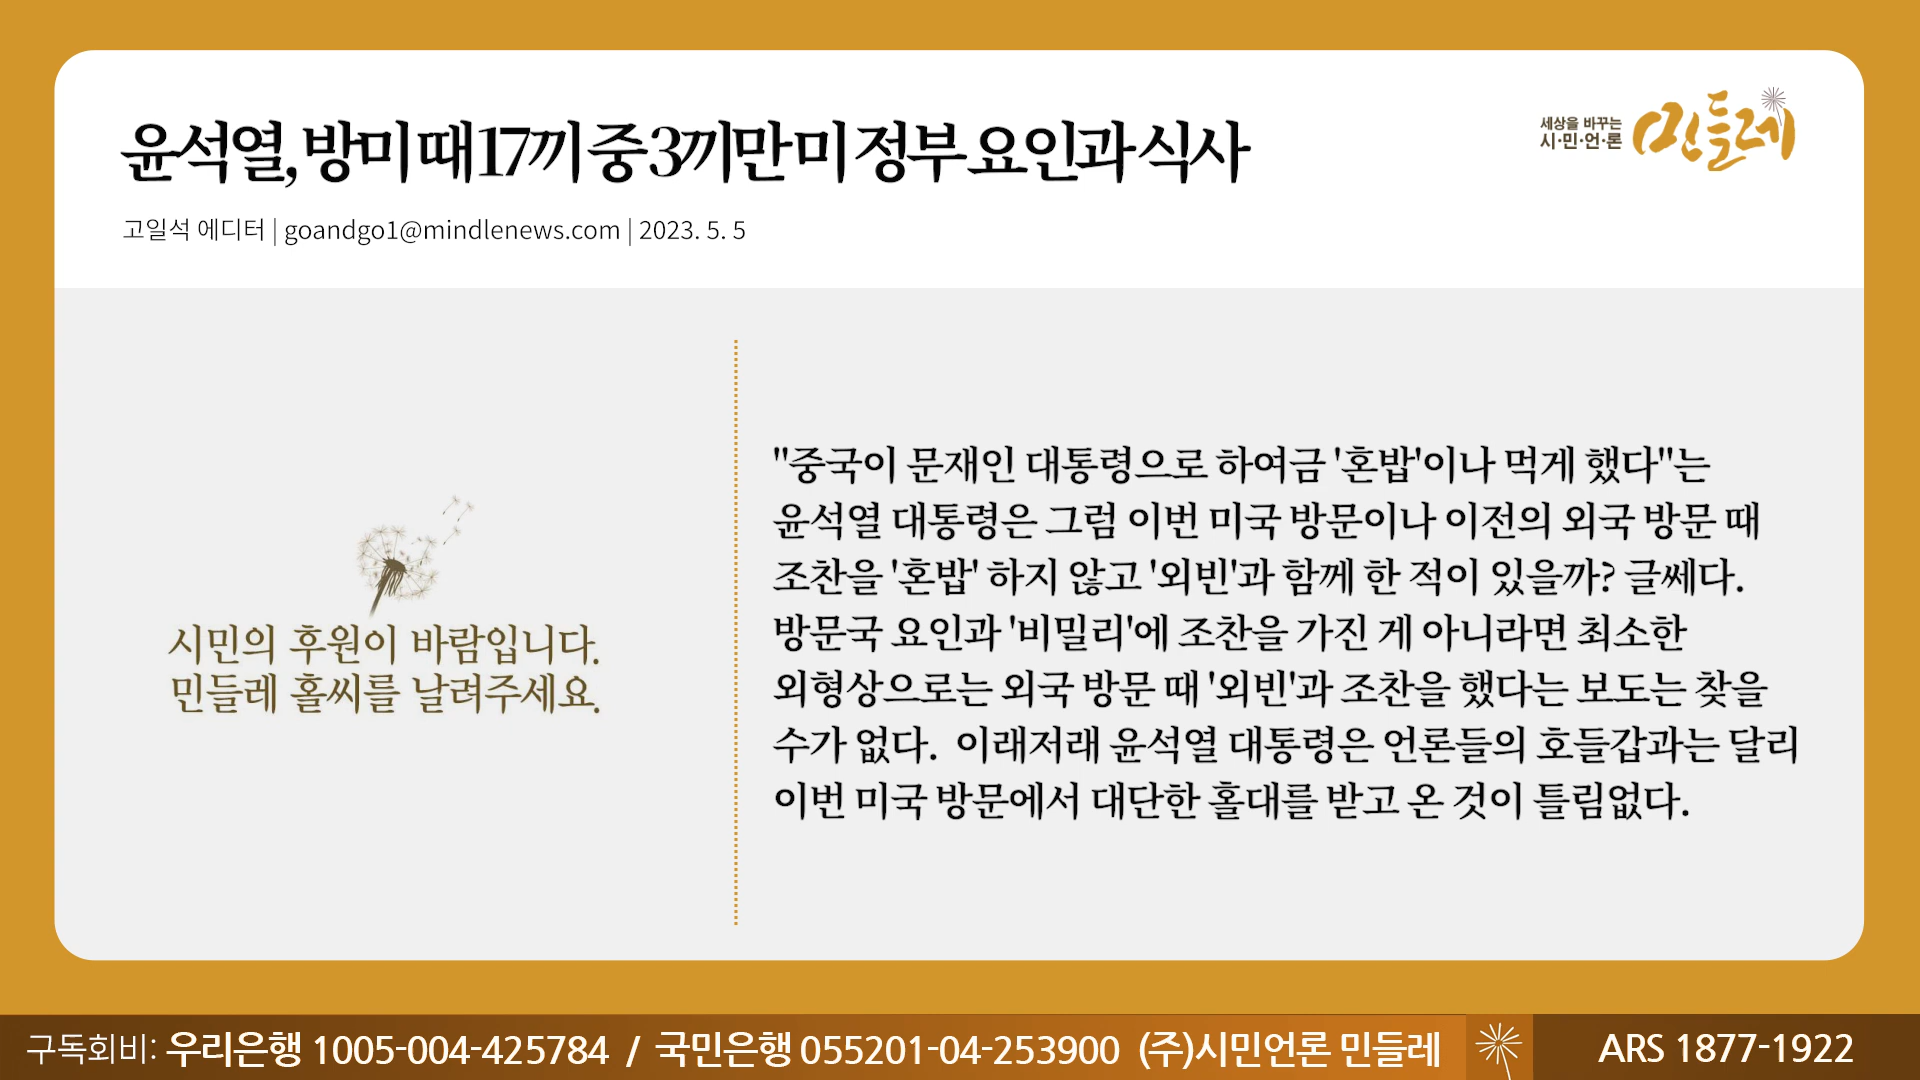 윤석열, 방미 때 17끼 중 3끼만 미 정부 요인과 식사
세상을 바꾸는
시·민·언·론
민들레
고일석 에디터 | goandgo1@mindlenews.com | 2023. 5. 5
시민의 후원이 바람입니다.
민들레 홀씨를 날려주세요.
"중국이 문재인 대통령으로 하여금 '혼밥'이나 먹게 했다"는
윤석열 대통령은 그럼 이번 미국 방문이나 이전의 외국 방문 때
조찬을 '혼밥' 하지 않고 '외빈'과 함께 한 적이 있을까? 글쎄다.
방문국 요인과 '비밀리'에 조찬을 가진 게 아니라면 최소한
외형상으로는 외국 방문 때 '외빈'과 조찬을 했다는 보도는 찾을
수가 없다.  이래저래 윤석열 대통령은 언론들의 호들갑과는 달리
이번 미국 방문에서 대단한 홀대를 받고 온 것이 틀림없다.
구독회비: 우리은행 1005-004-425784 / 국민은행 055201-04-253900 (주)시민언론 민들레
ARS 1877-1922